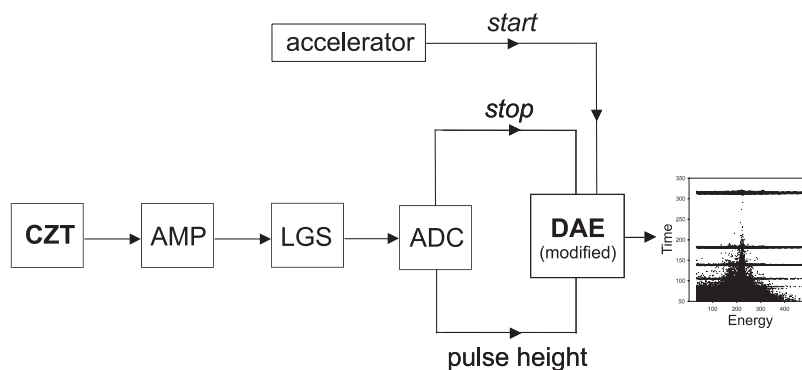 accelerator
start
stop
CZT
AMP
LGS
ADC
DAE
(modified)
pulse height
Time
350
300
250
200
150
100
50
100 200 300 400
Energy